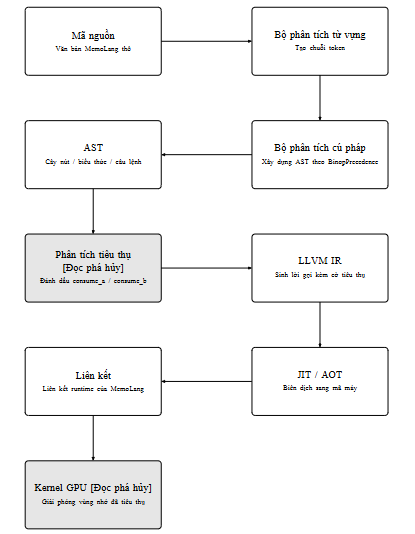 Mã nguồn
Văn bản MemoLang thô
Bộ phân tích từ vựng
Tạo chuỗi token
Bộ phân tích cú pháp
Xây dựng AST theo BinopPrecedence
AST
Cây nút / biểu thức / câu lệnh
Phân tích tiêu thụ
[Đọc phá hủy]
Đánh dấu consume_a / consume_b
LLVM IR
Sinh lời gọi kèm cờ tiêu thụ
JIT / AOT
Biên dịch sang mã máy
Liên kết
Liên kết runtime của MemoLang
Kernel GPU [Đọc phá hủy]
Giải phóng vùng nhớ đã tiêu thụ